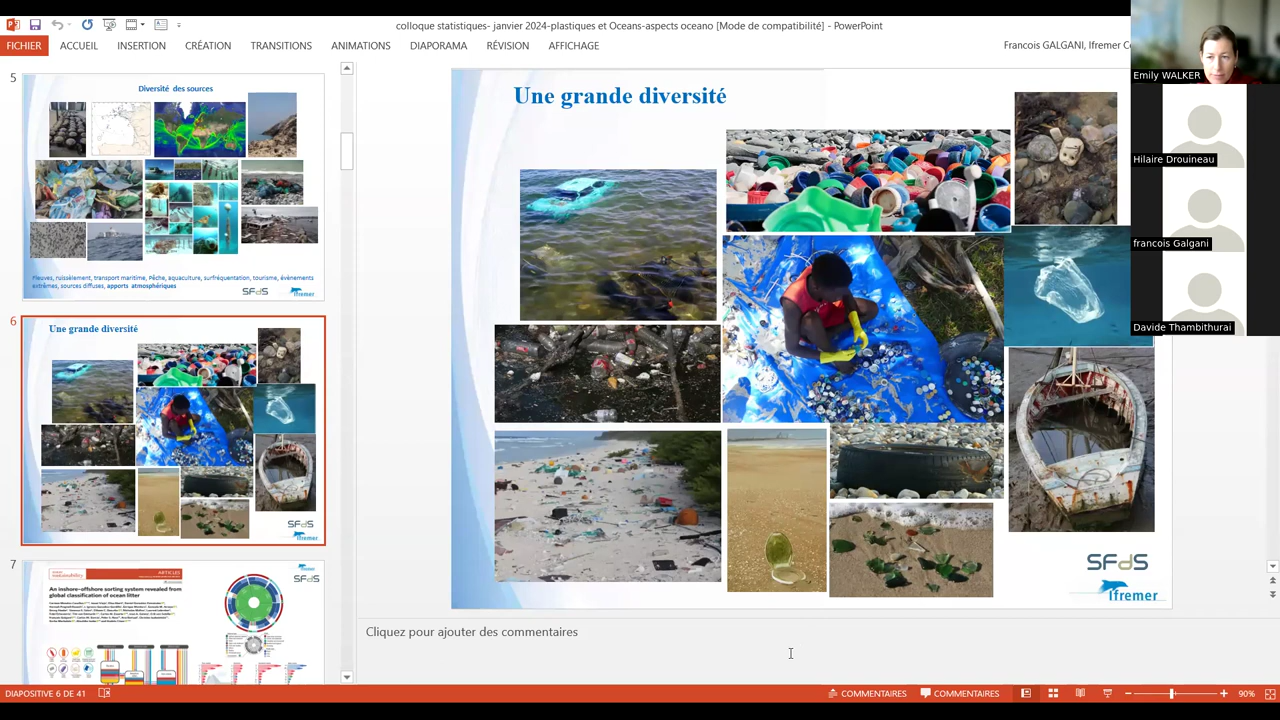 colloque statistiques- janvier 2024-plastiques et Oceans-aspects oceano [Mode de compatibilité] - PowerPoint
FICHIER ACCUEIL INSERTION CRÉATION TRANSITIONS ANIMATIONS DIAPORAMA RÉVISION AFFICHAGE
Francois GALGANI, Ifremer C
Emily WALKER
Hilaire Drouineau
francois Galgani
Davide Thambithurai
5
Diversité des sources
Fleuves, ruissèlement, transport maritime, Pêche, aquaculture, surfréquentation, tourisme, évènements
extrêmes, sources diffuses, apports atmosphériques
SFdS
Ifremer
6
Une grande diversité
SFdS
Ifremer
7
ARTICLES
An inshore–offshore sorting system revealed from
global classification of ocean litter
Ifremer
SFdS
Une grande diversité
SFdS
Ifremer
Cliquez pour ajouter des commentaires
DIAPOSITIVE 6 DE 41
COMMENTAIRES
COMMENTAIRES
90%